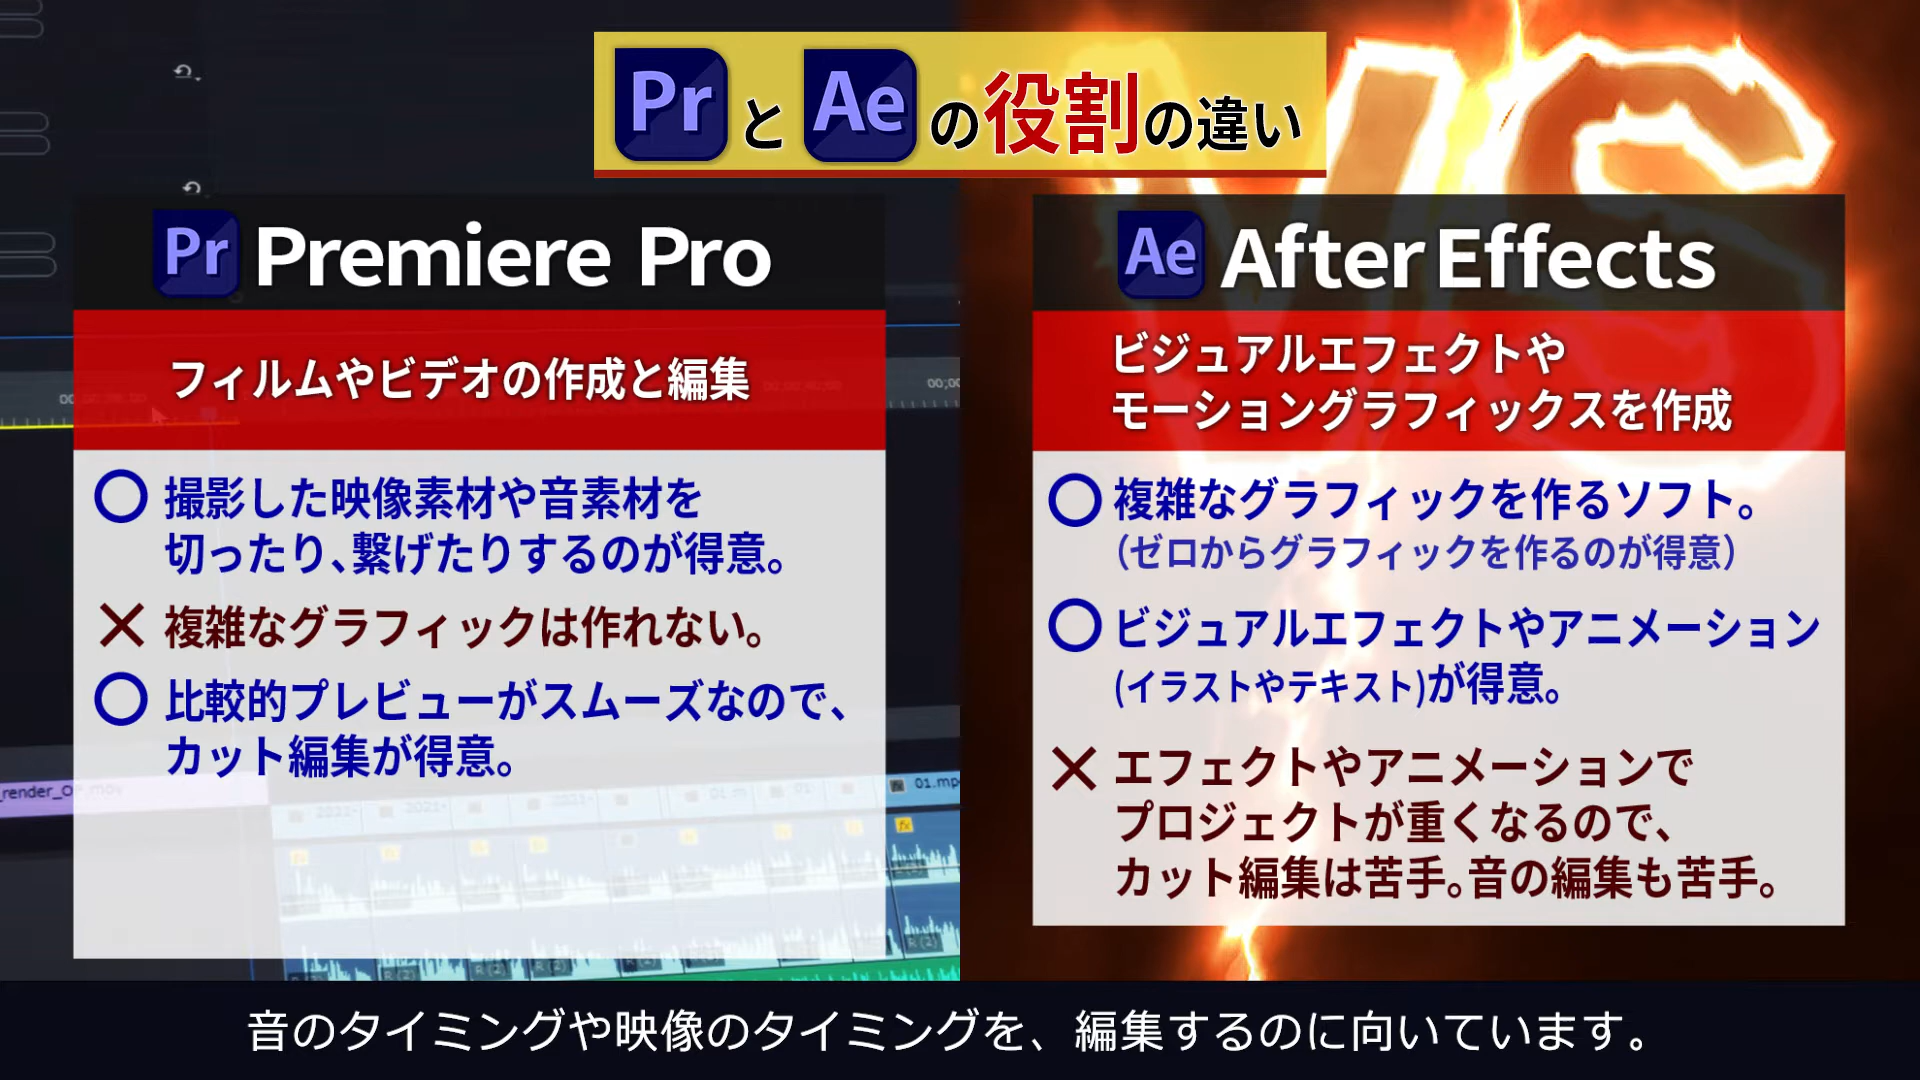 Pr と Ae の役割の違い
Pr Premiere Pro
フィルムやビデオの作成と編集
○ 撮影した映像素材や音素材を
切ったり、繋げたりするのが得意。
× 複雑なグラフィックは作れない。
○ 比較的プレビューがスムーズなので、
カット編集が得意。
Ae After Effects
ビジュアルエフェクトや
モーショングラフィックスを作成
○ 複雑なグラフィックを作るソフト。
（ゼロからグラフィックを作るのが得意）
○ ビジュアルエフェクトやアニメーション
(イラストやテキスト)が得意。
× エフェクトやアニメーションで
プロジェクトが重くなるので、
カット編集は苦手。音の編集も苦手。
VS
01.mp
fx
R (2)
音のタイミングや映像のタイミングを、編集するのに向いています。